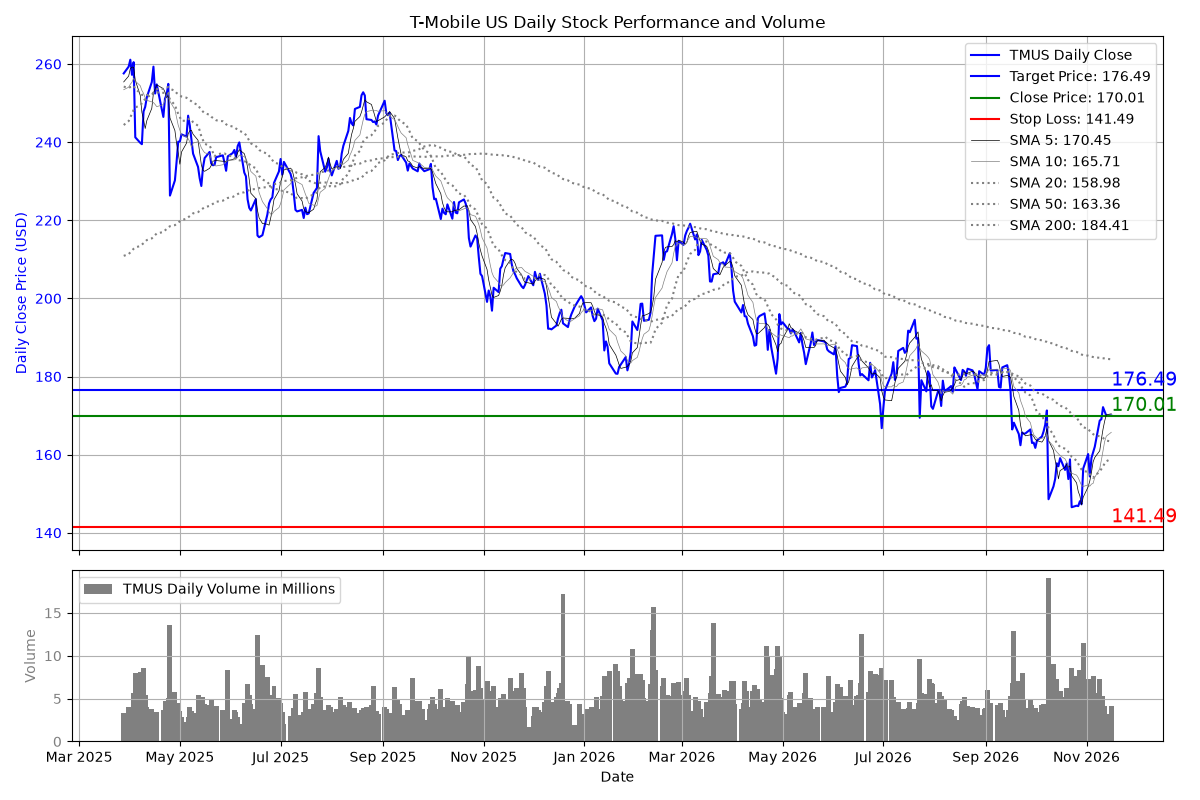 T-Mobile US Daily Stock Performance and Volume
Daily Close Price (USD)
260
240
220
200
180
160
140
TMUS Daily Close
Target Price: 176.49
Close Price: 170.01
Stop Loss: 141.49
SMA 5: 170.45
SMA 10: 165.71
SMA 20: 158.98
SMA 50: 163.36
SMA 200: 184.41
176.49
170.01
141.49
TMUS Daily Volume in Millions
Volume
15
10
5
0
Mar 2025 May 2025 Jul 2025 Sep 2025 Nov 2025 Jan 2026 Mar 2026 May 2026 Jul 2026 Sep 2026 Nov 2026
Date